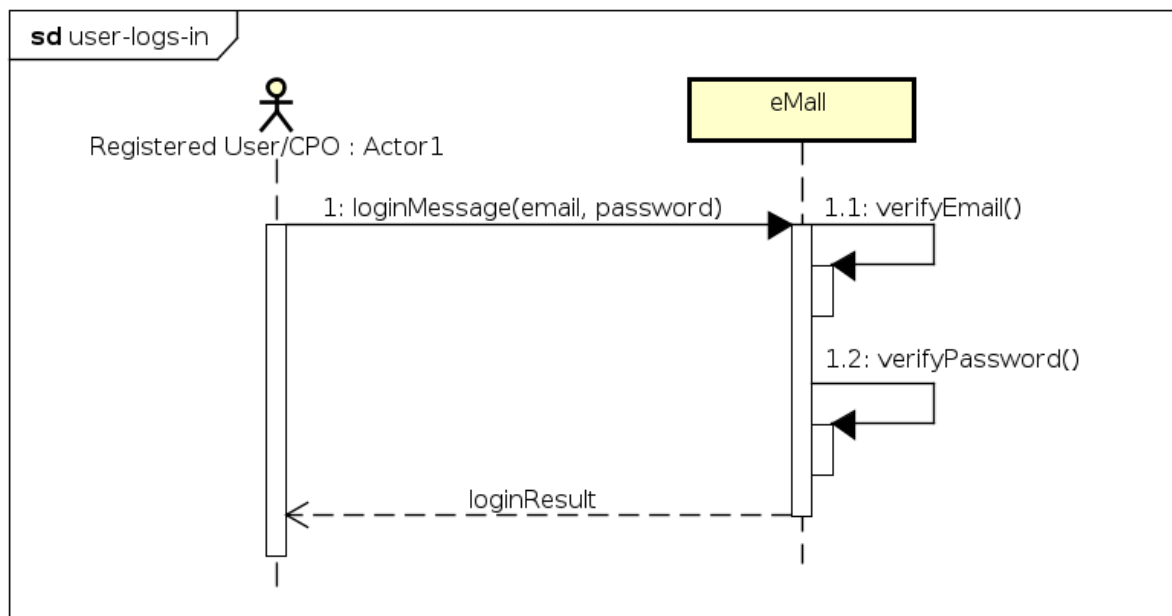 sd user-logs-in
eMall
Registered User/CPO : Actor1
1: loginMessage(email, password)
1.1: verifyEmail()
1.2: verifyPassword()
loginResult